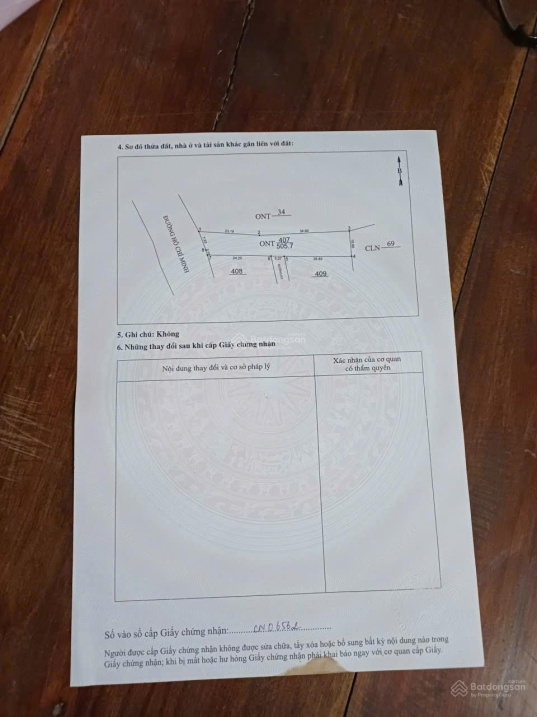 4. Sơ đồ thửa đất, nhà ở và tài sản khác gắn liền với đất:
B
ĐƯỜNG HỒ CHÍ MINH
ONT 34
ONT 407
505.7
CLN 69
408
409
5. Ghi chú: Không
6. Những thay đổi sau khi cấp Giấy chứng nhận
Nội dung thay đổi và cơ sở pháp lý
Xác nhận của cơ quan
có thẩm quyền
Số vào sổ cấp Giấy chứng nhận:
Người được cấp Giấy chứng nhận không được sửa chữa, tẩy xóa hoặc bổ sung bất kỳ nội dung nào trong
Giấy chứng nhận; khi bị mất hoặc hư hỏng Giấy chứng nhận phải khai báo ngay với cơ quan cấp Giấy.
Batdongsan
by PropertyGuru